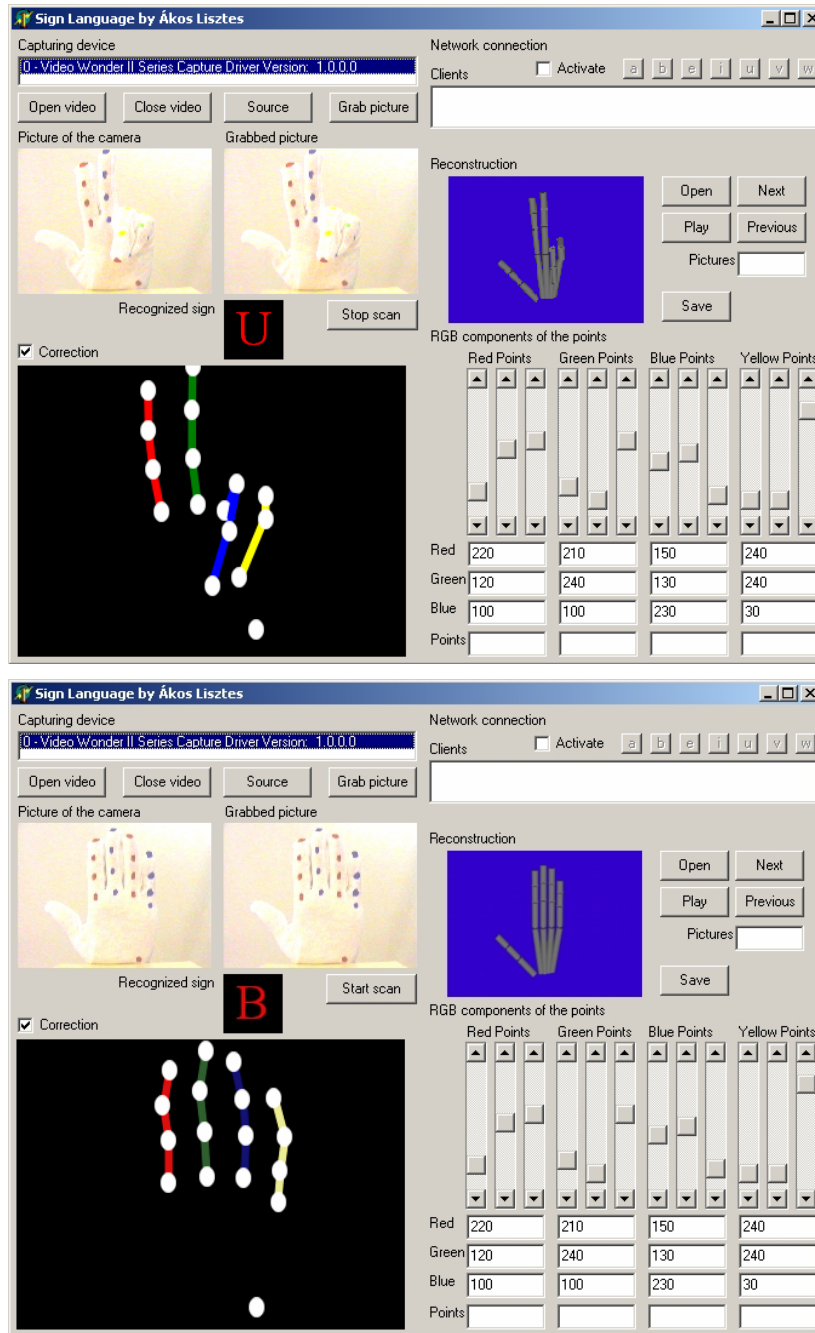 Sign Language by Ákos Lisztes
Capturing device
Network connection
0 - Video Wonder II Series Capture Driver Version: 1.0.0.0
Clients
Activate
a b e i u v w
Open video Close video Source Grab picture
Picture of the camera Grabbed picture
Reconstruction
Open Next
Play Previous
Pictures
Recognized sign
U
Stop scan
Save
Correction
RGB components of the points
Red Points Green Points Blue Points Yellow Points
Red 220 210 150 240
Green 120 240 130 240
Blue 100 100 230 30
Points
Sign Language by Ákos Lisztes
Capturing device
Network connection
0 - Video Wonder II Series Capture Driver Version: 1.0.0.0
Clients
Activate
a b e i u v w
Open video Close video Source Grab picture
Picture of the camera Grabbed picture
Reconstruction
Open Next
Play Previous
Pictures
Recognized sign
B
Start scan
Save
Correction
RGB components of the points
Red Points Green Points Blue Points Yellow Points
Red 220 210 150 240
Green 120 240 130 240
Blue 100 100 230 30
Points